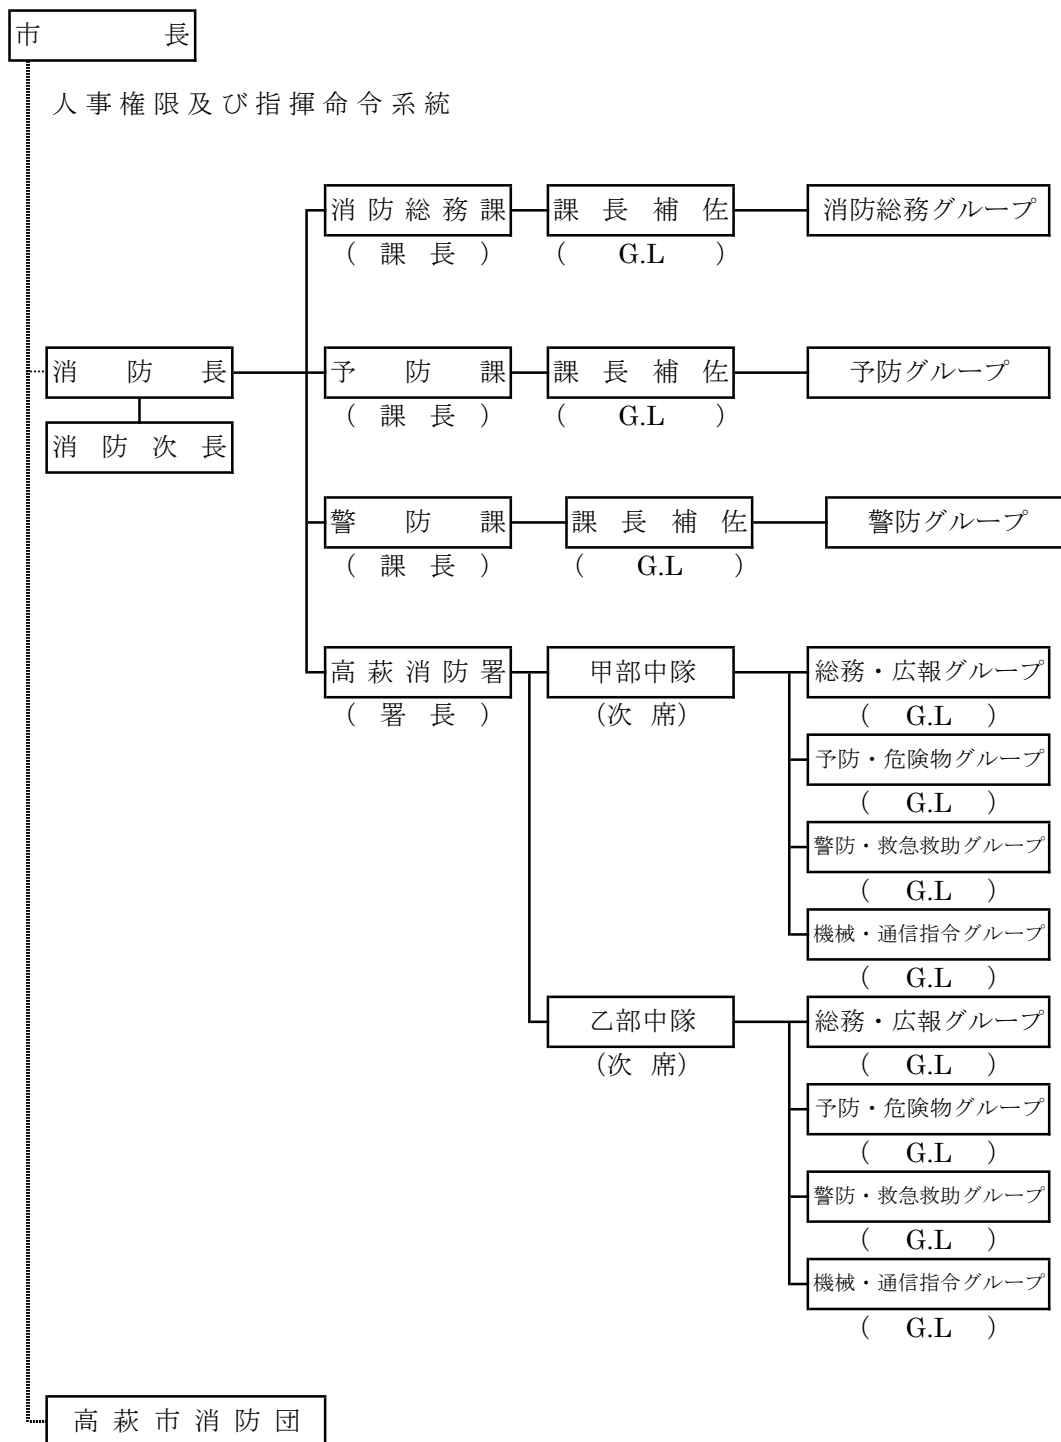 市長
人事権限及び指揮命令系統
消防総務課 課長補佐 消防総務グループ
(課長) (G.L)
消防長 予防課 課長補佐 予防グループ
(課長) (G.L)
消防次長
警防課 課長補佐 警防グループ
(課長) (G.L)
高萩消防署 甲部中隊 総務・広報グループ
(署長) (次席) (G.L)
予防・危険物グループ
(G.L)
警防・救急救助グループ
(G.L)
機械・通信指令グループ
(G.L)
乙部中隊 総務・広報グループ
(次席) (G.L)
予防・危険物グループ
(G.L)
警防・救急救助グループ
(G.L)
機械・通信指令グループ
(G.L)
高萩市消防団